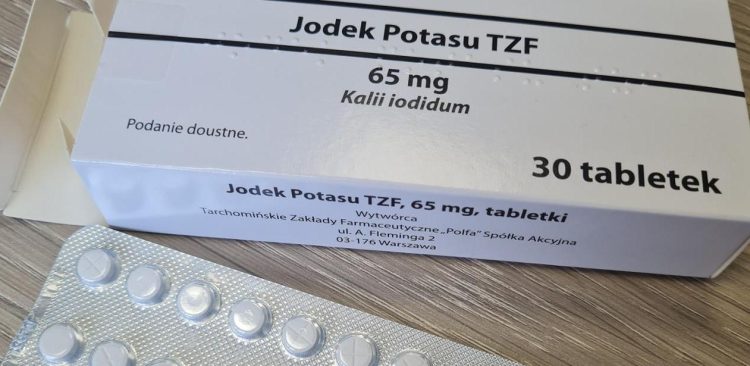 Jodek Potasu TZF
65 mg
Kalii iodidum
Podanie doustne.
30 tabletek
Jodek Potasu TZF, 65 mg, tabletki
Wytwórca
Tarchomińskie Zakłady Farmaceutyczne „Polfa” Spółka Akcyjna
ul. A. Fleminga 2
03-176 Warszawa